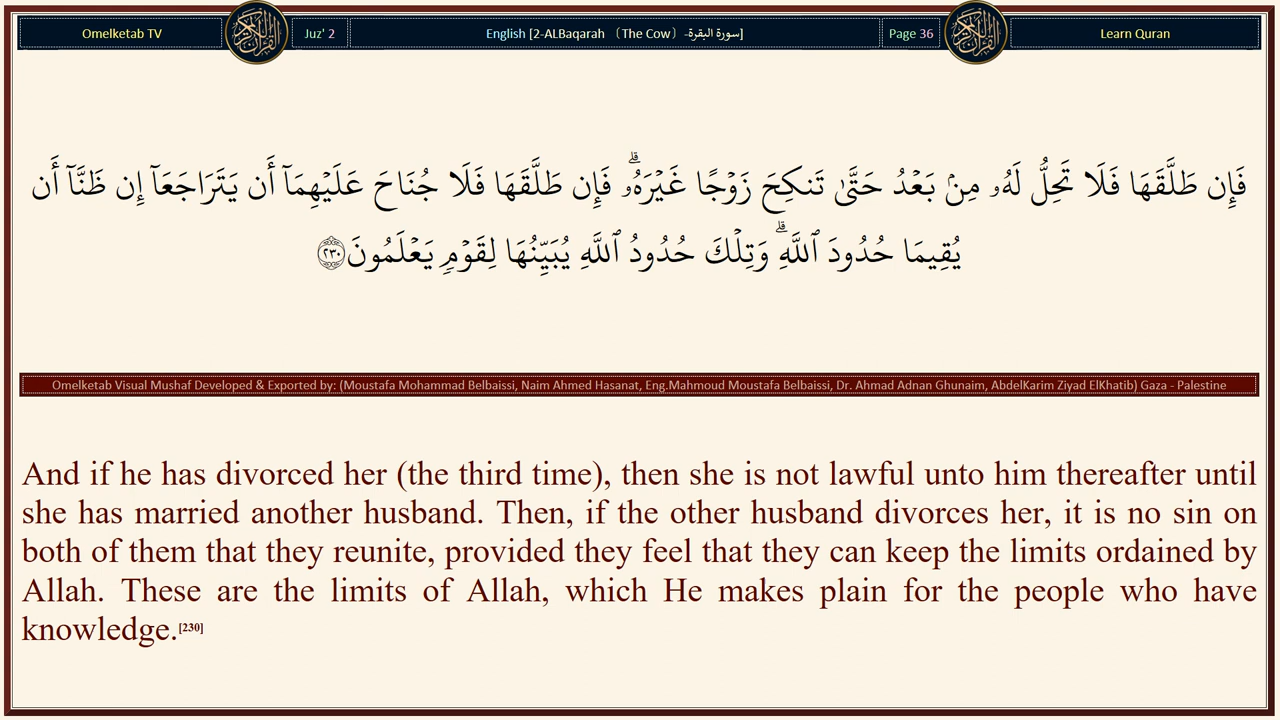 Omelketab TV
Juz' 2
English [2-ALBaqarah (The Cow) -سورة البقرة]
Page 36
Learn Quran
فَإِن طَلَّقَهَا فَلَا تَحِلُّ لَهُۥ مِنۢ بَعۡدُ حَتَّىٰ تَنكِحَ زَوۡجًا غَيۡرَهُۥۗ فَإِن طَلَّقَهَا فَلَا جُنَاحَ عَلَيۡهِمَآ أَن يَتَرَاجَعَآ إِن ظَنَّآ أَن
يُقِيمَا حُدُودَ ٱللَّهِۗ وَتِلۡكَ حُدُودُ ٱللَّهِ يُبَيِّنُهَا لِقَوۡمٖ يَعۡلَمُونَ ٢٣٠
Omelketab Visual Mushaf Developed & Exported by: (Moustafa Mohammad Belbaissi, Naim Ahmed Hasanat, Eng.Mahmoud Moustafa Belbaissi, Dr. Ahmad Adnan Ghunaim, AbdelKarim Ziyad ElKhatib) Gaza - Palestine
And if he has divorced her (the third time), then she is not lawful unto him thereafter until
she has married another husband. Then, if the other husband divorces her, it is no sin on
both of them that they reunite, provided they feel that they can keep the limits ordained by
Allah. These are the limits of Allah, which He makes plain for the people who have
knowledge.[230]